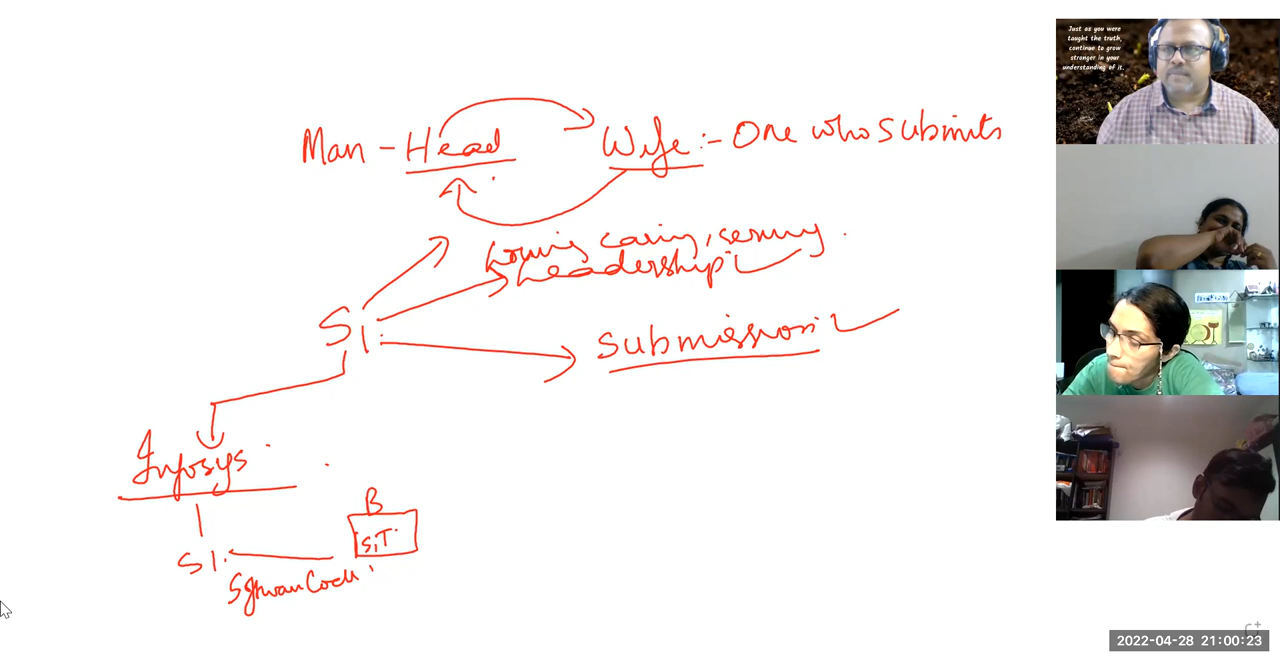 Man - Head Wife :- One who submits
Loving caring, serving.
Leadership
S1.
Submission
Infosys
B
S1T.
S1.
Just as you were
taught the truth,
continue to grow
stronger in your
understanding of it.
2022-04-28 21:00:23